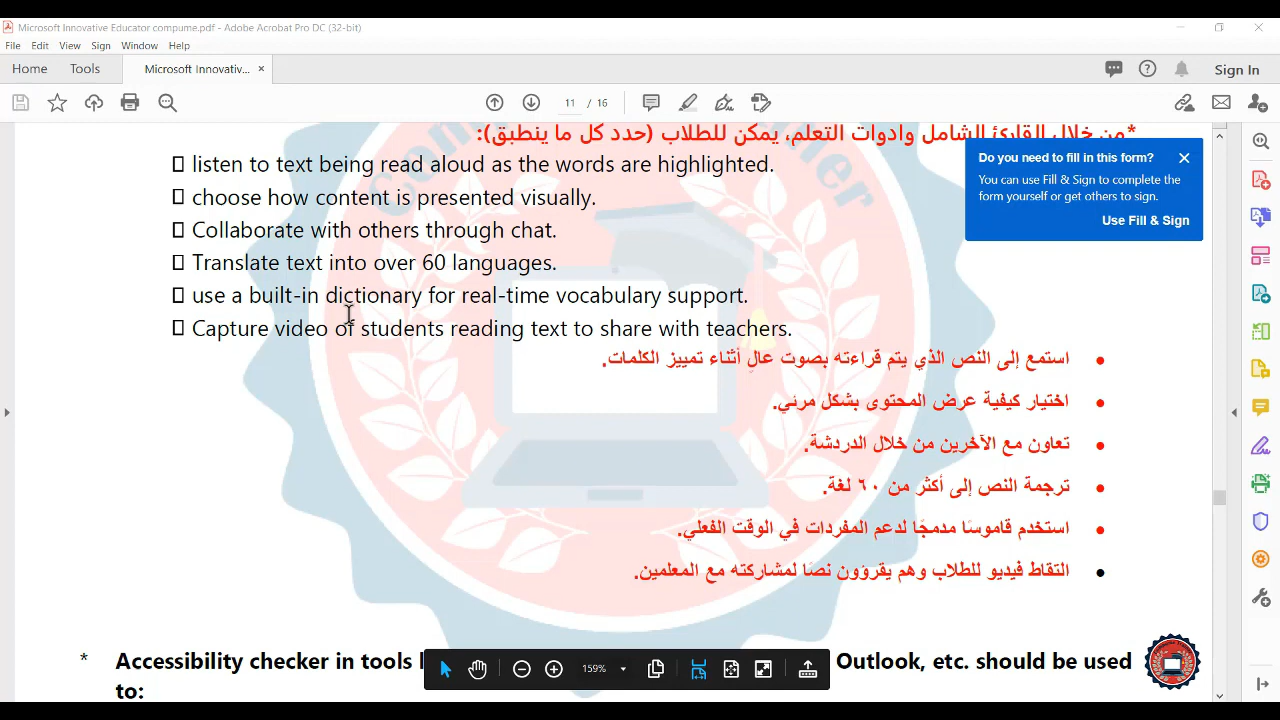 Microsoft Innovative Educator compume.pdf - Adobe Acrobat Pro DC (32-bit)
File Edit View Sign Window Help
Home Tools Microsoft Innovativ... × Sign In
11 / 16
*من خلال القارئ الشامل وادوات التعلم، يمكن للطلاب (حدد كل ما ينطبق):
Do you need to fill in this form?
You can use Fill & Sign to complete the
form yourself or get others to sign.
Use Fill & Sign
listen to text being read aloud as the words are highlighted.
choose how content is presented visually.
Collaborate with others through chat.
Translate text into over 60 languages.
use a built-in dictionary for real-time vocabulary support.
Capture video of students reading text to share with teachers.
• استمع إلى النص الذي يتم قراءته بصوت عالٍ أثناء تمييز الكلمات.
• اختيار كيفية عرض المحتوى بشكل مرئي.
• تعاون مع الآخرين من خلال الدردشة.
• ترجمة النص إلى أكثر من ٦٠ لغة.
• استخدم قاموسًا مدمجًا لدعم المفردات في الوقت الفعلي.
• التقاط فيديو للطلاب وهم يقرؤون نصًا لمشاركته مع المعلمين.
* Accessibility checker in tools Outlook, etc. should be used
to:
159%